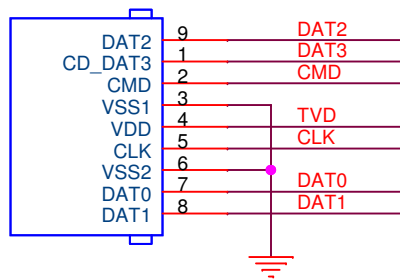 DAT2 9 DAT2
CD_DAT3 1 DAT3
CMD 2 CMD
VSS1 3
VDD 4 TVD
CLK 5 CLK
VSS2 6
DAT0 7 DAT0
DAT1 8 DAT1